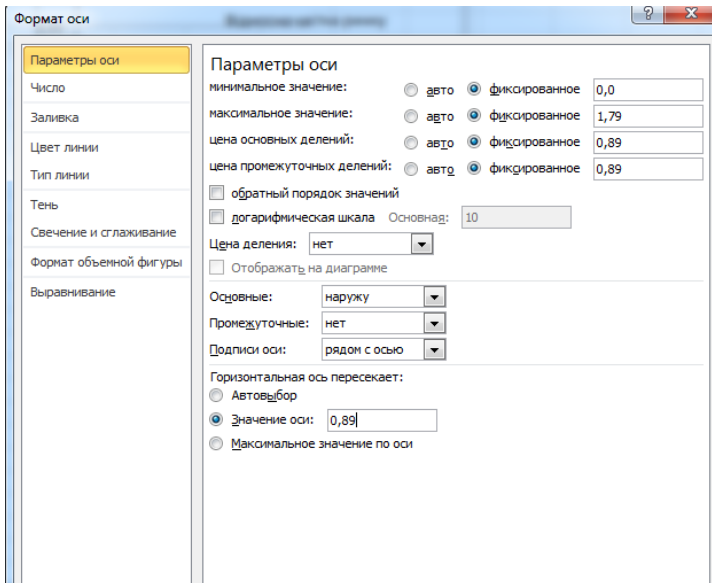 Формат оси
Параметры оси
Число
Заливка
Цвет линии
Тип линии
Тень
Свечение и сглаживание
Формат объемной фигуры
Выравнивание
Параметры оси
минимальное значение: авто фиксированное 0,0
максимальное значение: авто фиксированное 1,79
цена основных делений: авто фиксированное 0,89
цена промежуточных делений: авто фиксированное 0,89
обратный порядок значений
логарифмическая шкала Основная: 10
Цена деления: нет
Отображать на диаграмме
Основные: наружу
Промежуточные: нет
Подписи оси: рядом с осью
Горизонтальная ось пересекает:
Автовыбор
Значение оси: 0,89
Максимальное значение по оси